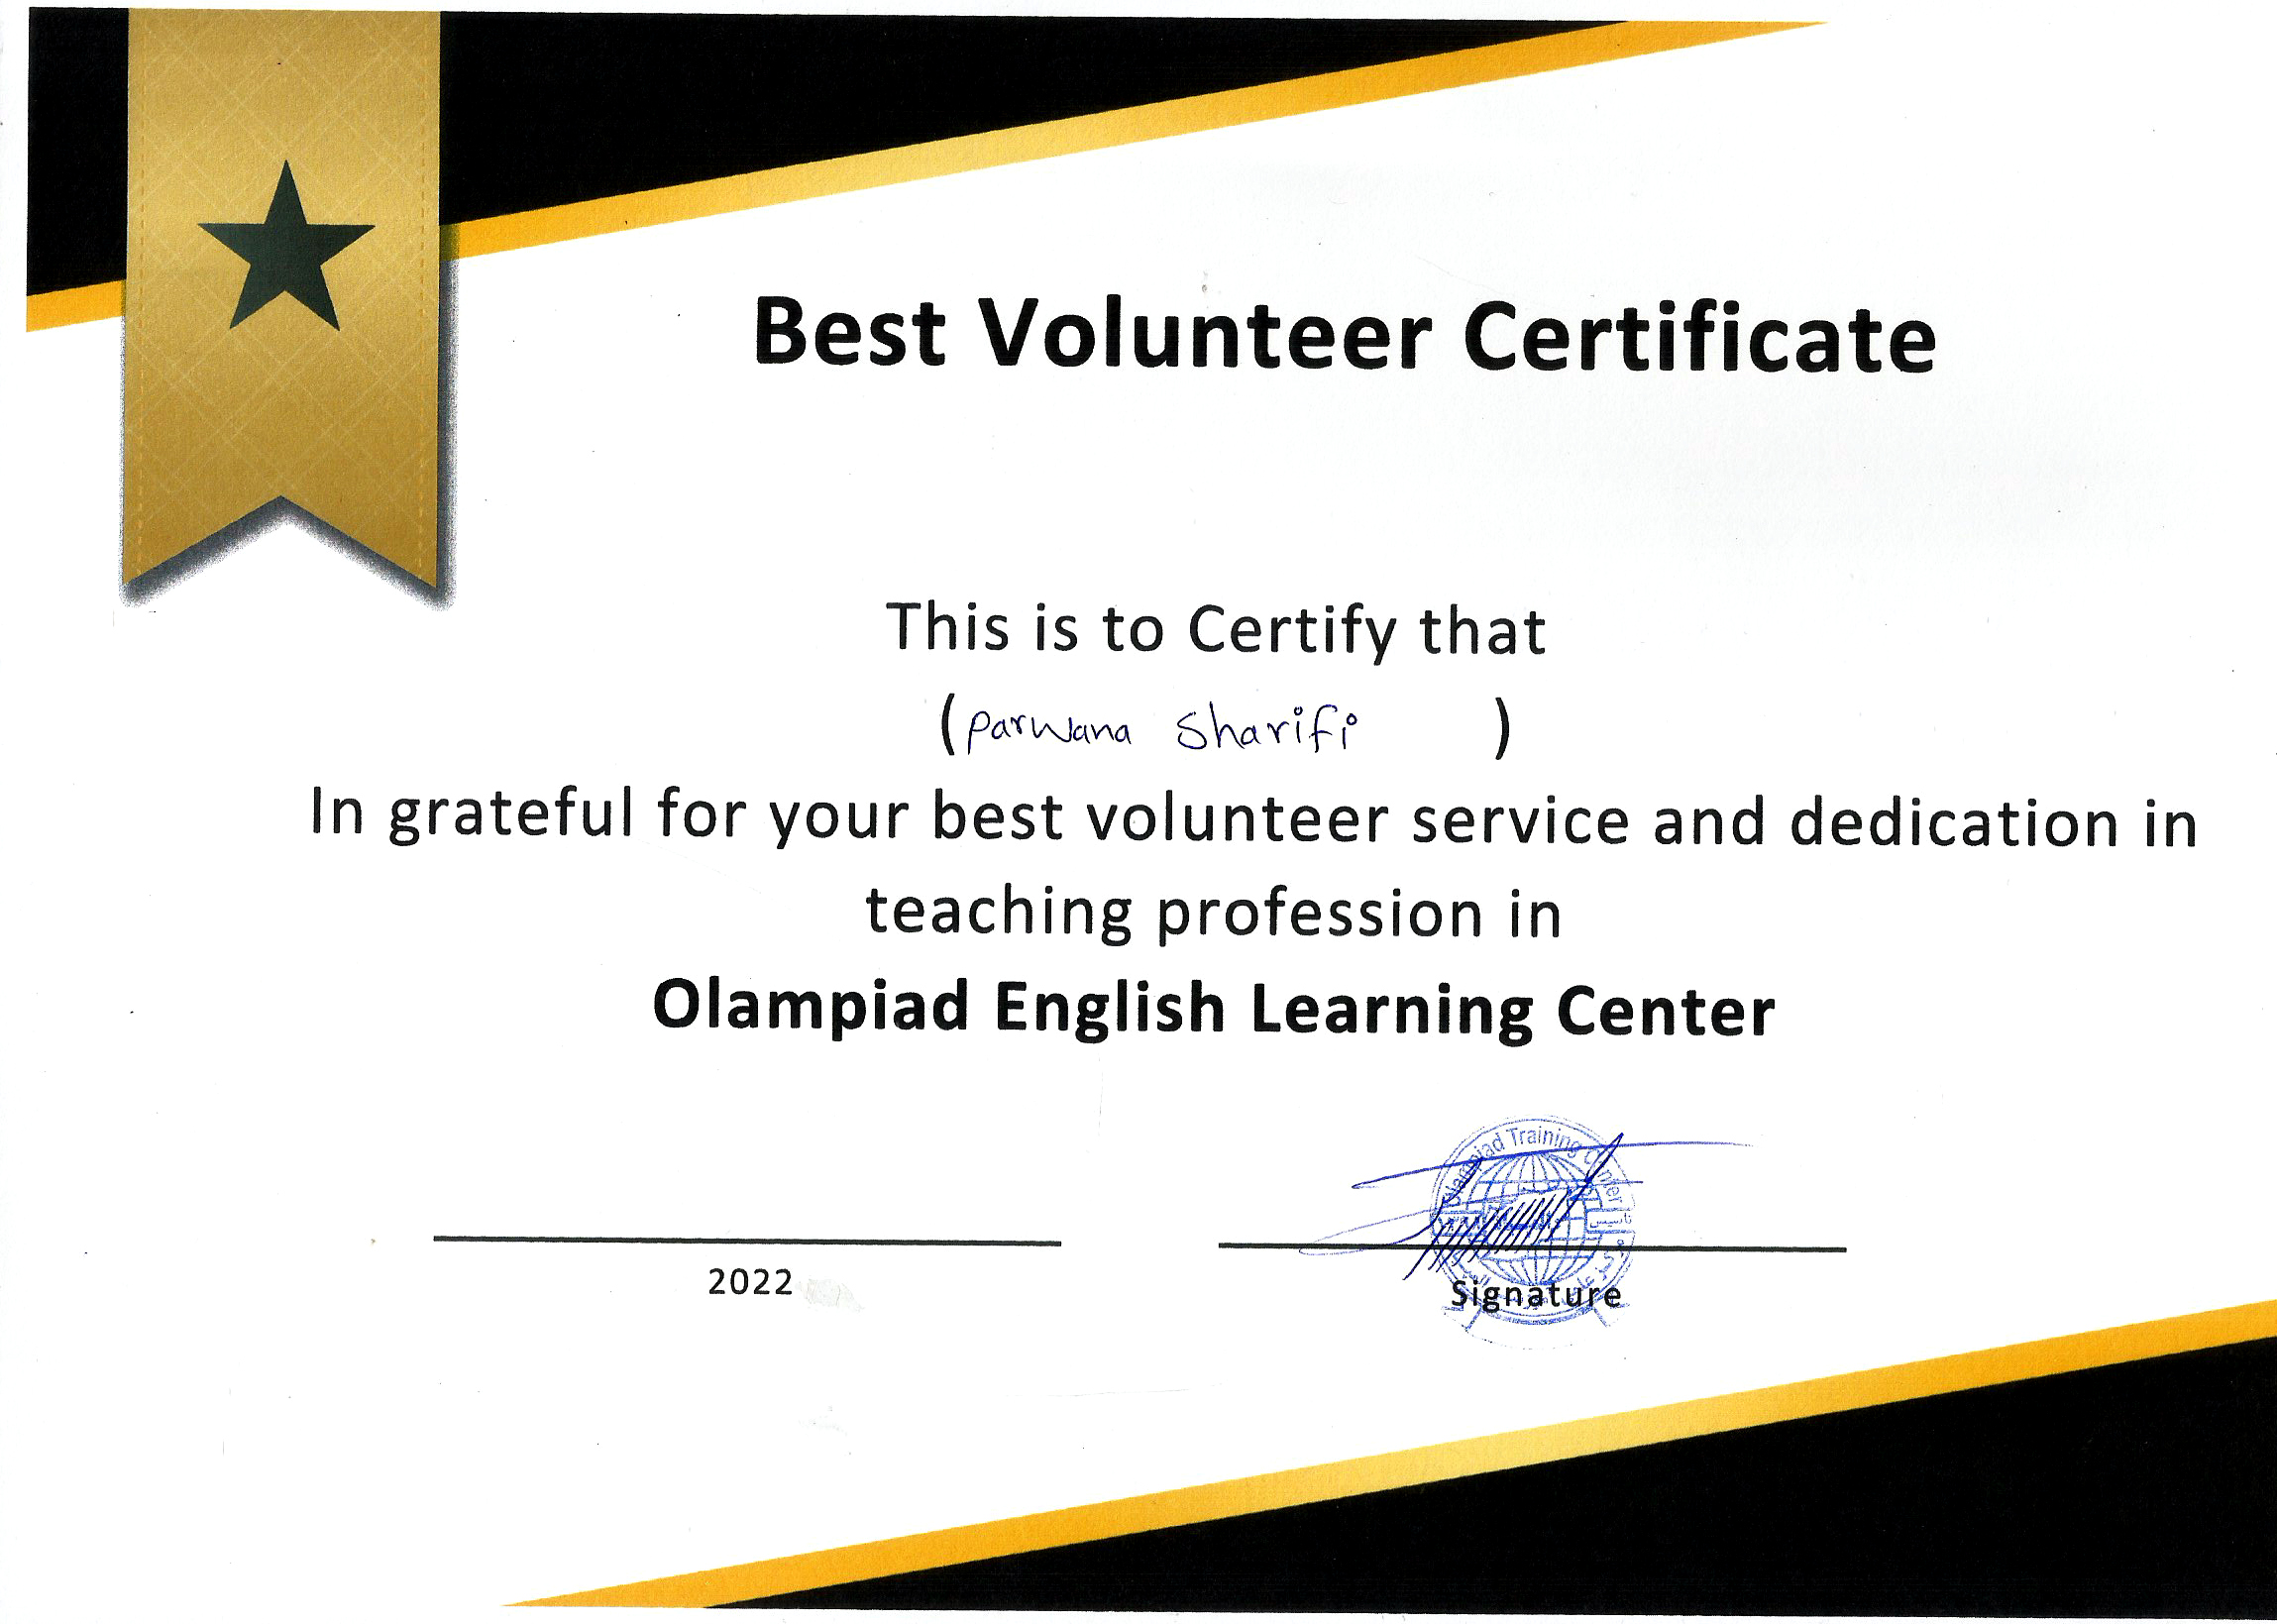 Best Volunteer Certificate
This is to Certify that
(Parwana Sharifi )
In grateful for your best volunteer service and dedication in
teaching profession in
Olampiad English Learning Center
Olampiad Training Center
2022
Signature